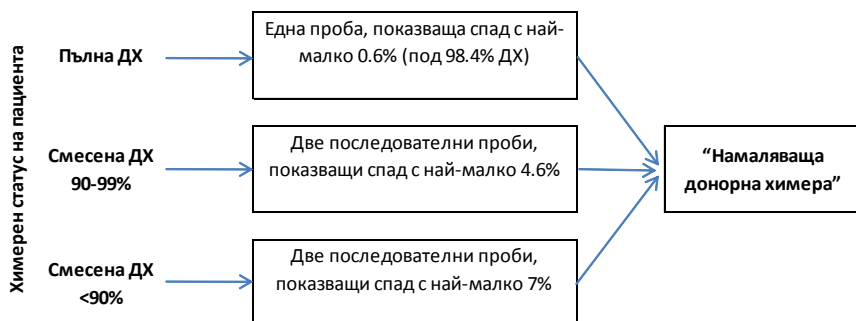 Химерен статус на пациента
Пълна ДХ
Една проба, показваща спад с най-
малко 0.6% (под 98.4% ДХ)
Смесена ДХ
90-99%
Две последователни проби,
показващи спад с най-малко 4.6%
Смесена ДХ
<90%
Две последователни проби,
показващи спад с най-малко 7%
“Намаляваща
донорна химера”